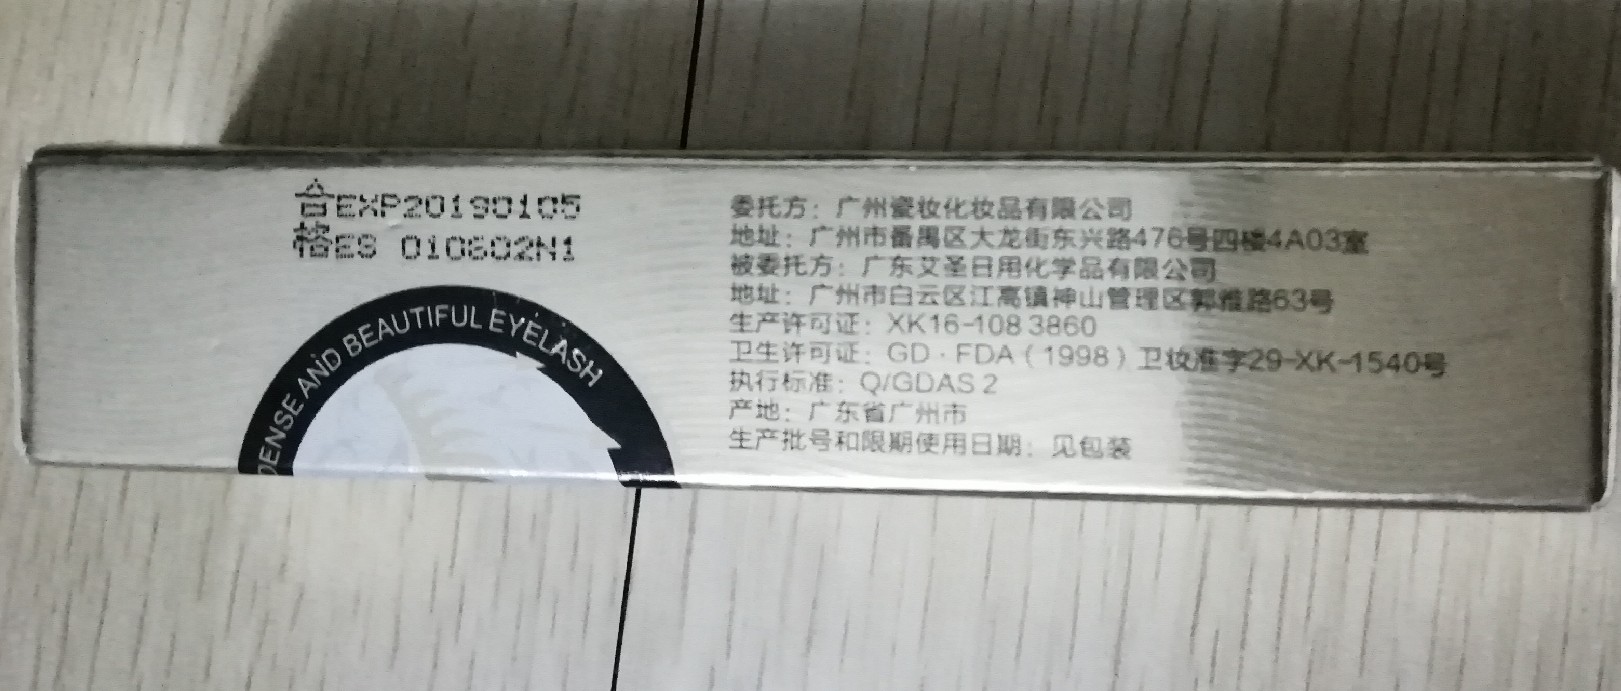 合EXP20190105
格ES 010602N1
DENSE AND BEAUTIFUL EYELASH
委托方：广州瓷妆化妆品有限公司
地址：广州市番禺区大龙街东兴路476号四楼4A03室
被委托方：广东艾圣日用化学品有限公司
地址：广州市白云区江高镇神山管理区郭雅路63号
生产许可证：XK16-108 3860
卫生许可证：GD·FDA（1998）卫妆准字29-XK-1540号
执行标准：Q/GDAS 2
产地：广东省广州市
生产批号和限期使用日期：见包装